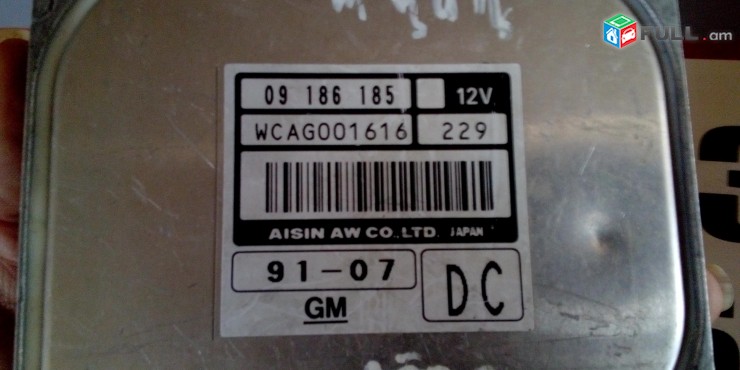 FULL.am
09 186 185 12V
WCAG001616 229
AISIN AW CO.,LTD. JAPAN
91-07
GM
DC